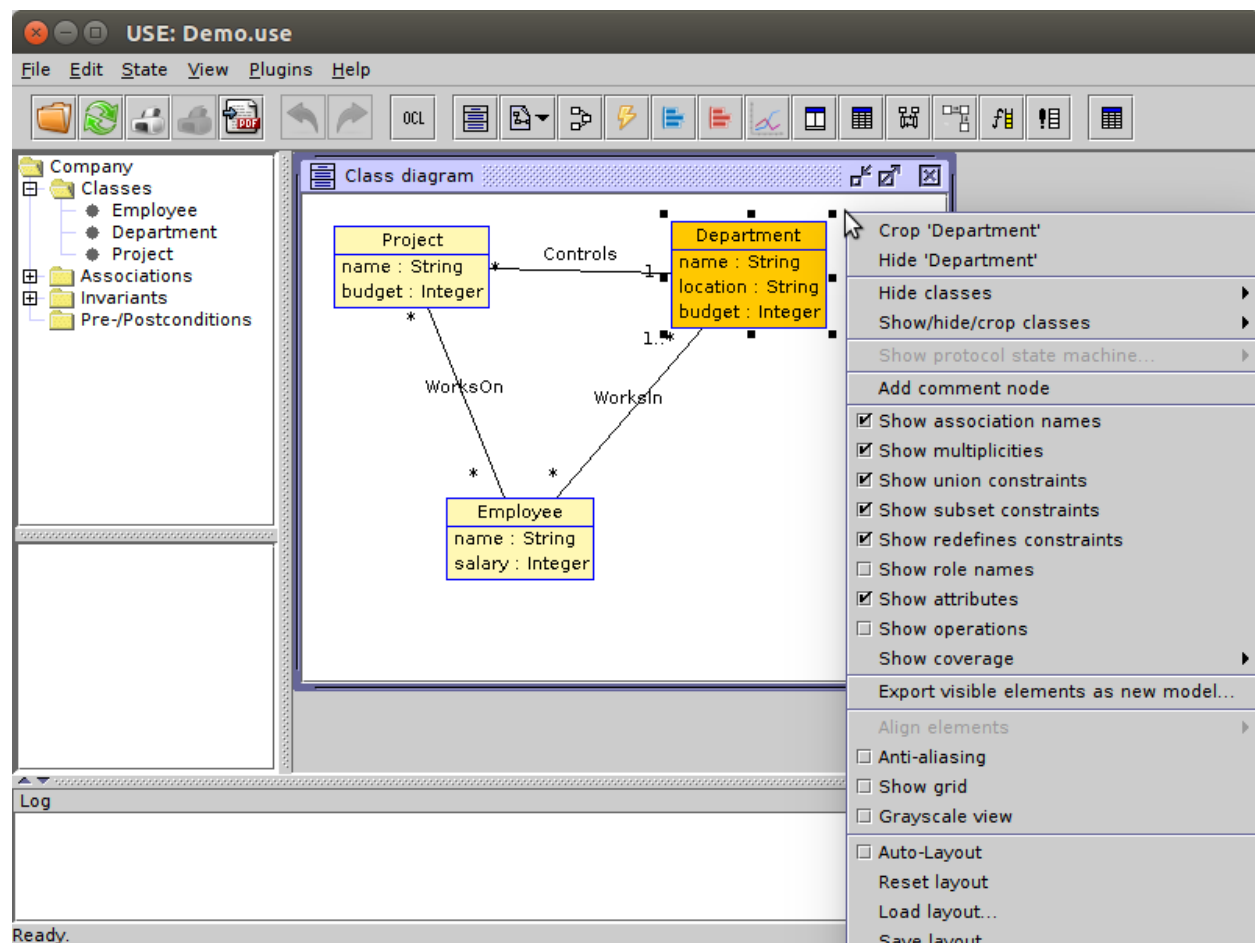 USE: Demo.use
File Edit State View Plugins Help
PDF
OCL
Company
Classes
Employee
Department
Project
Associations
Invariants
Pre-/Postconditions
Class diagram
Project
name : String
budget : Integer
*
*
Controls
1
Department
name : String
location : String
budget : Integer
1..*
WorksOn
WorksIn
*
*
Employee
name : String
salary : Integer
Crop 'Department'
Hide 'Department'
Hide classes
Show/hide/crop classes
Show protocol state machine...
Add comment node
Show association names
Show multiplicities
Show union constraints
Show subset constraints
Show redefines constraints
Show role names
Show attributes
Show operations
Show coverage
Export visible elements as new model...
Align elements
Anti-aliasing
Show grid
Grayscale view
Auto-Layout
Reset layout
Load layout...
Save layout
Log
Ready.